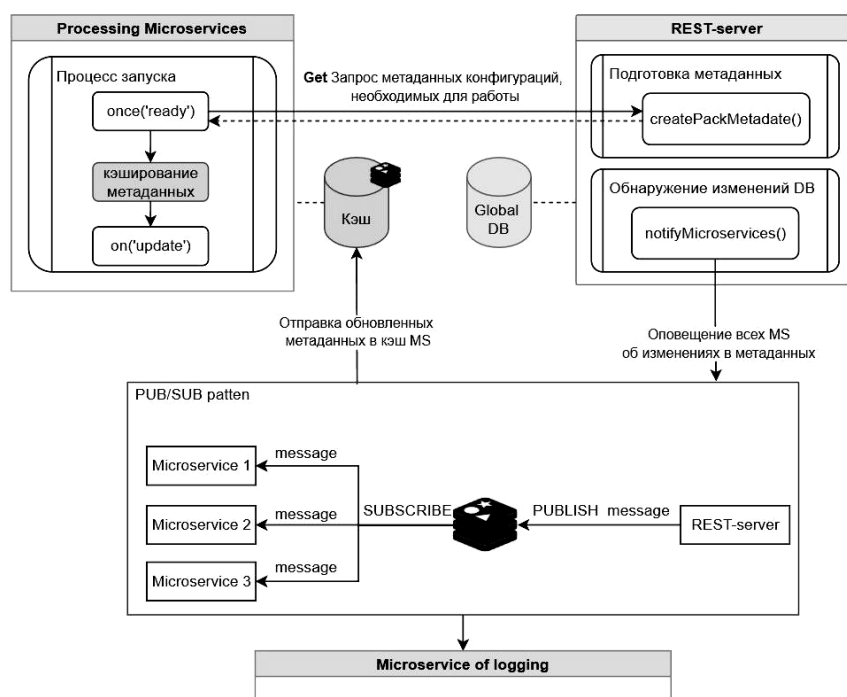 Processing Microservices
REST-server
Процесс запуска
once('ready')
кэширование
метаданных
on('update')
Get Запрос метаданных конфигураций,
необходимых для работы
Подготовка метаданных
createPackMetadate()
Кэш
Global
DB
Обнаружение изменений DB
notifyMicroservices()
Отправка обновленных
метаданных в кэш MS
Оповещение всех MS
об изменениях в метаданных
PUB/SUB patten
Microservice 1
message
Microservice 2
message
Microservice 3
message
SUBSCRIBE
PUBLISH message
REST-server
Microservice of logging